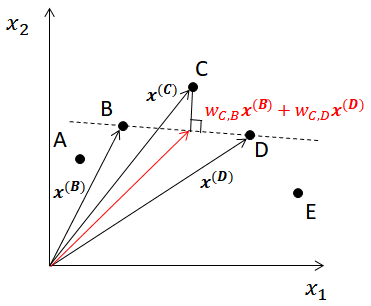 x₂
C
x⁽ᶜ⁾
B
w_{C,B}x⁽ᴮ⁾ + w_{C,D}x⁽ᴰ⁾
A
D
x⁽ᴮ⁾
x⁽ᴰ⁾
E
x₁